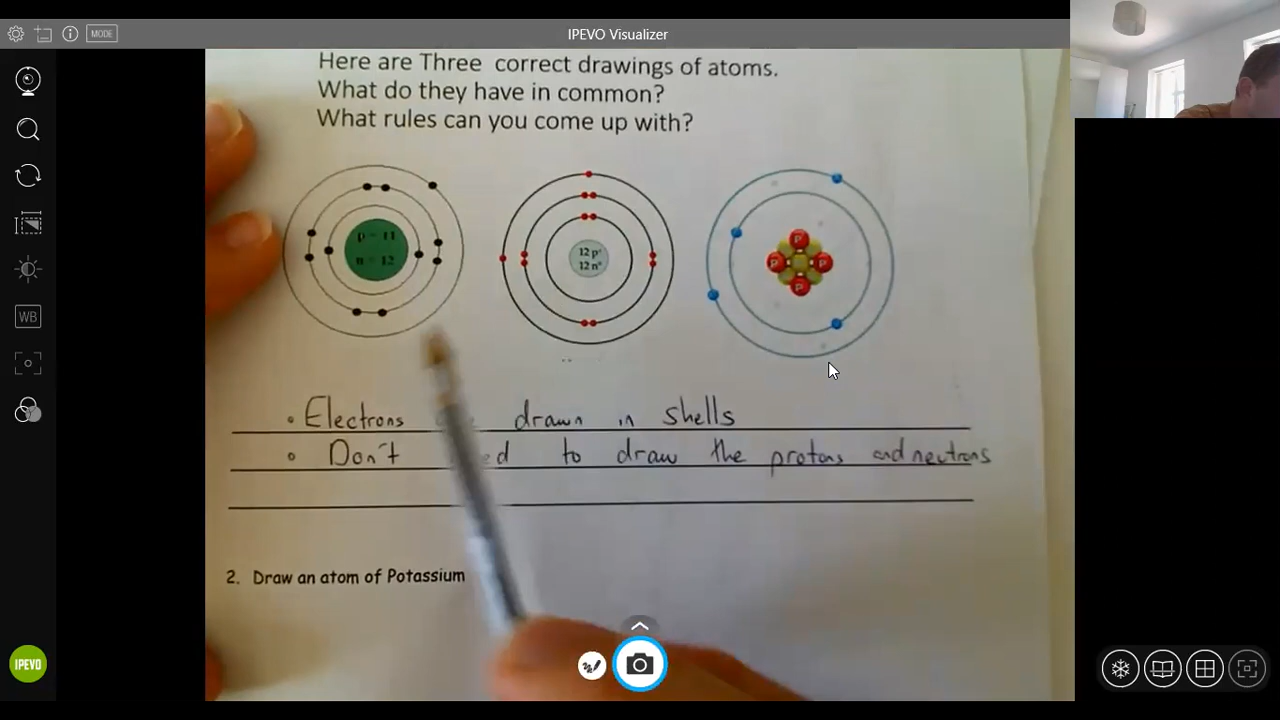 MODE
IPEVO Visualizer
WB
IPEVO
Here are Three correct drawings of atoms.
What do they have in common?
What rules can you come up with?
p = 11
n = 12
12 p⁺
12 n°
P
P P
P
• Electrons drawn in shells
• Don't to draw the protons and neutrons
2. Draw an atom of Potassium